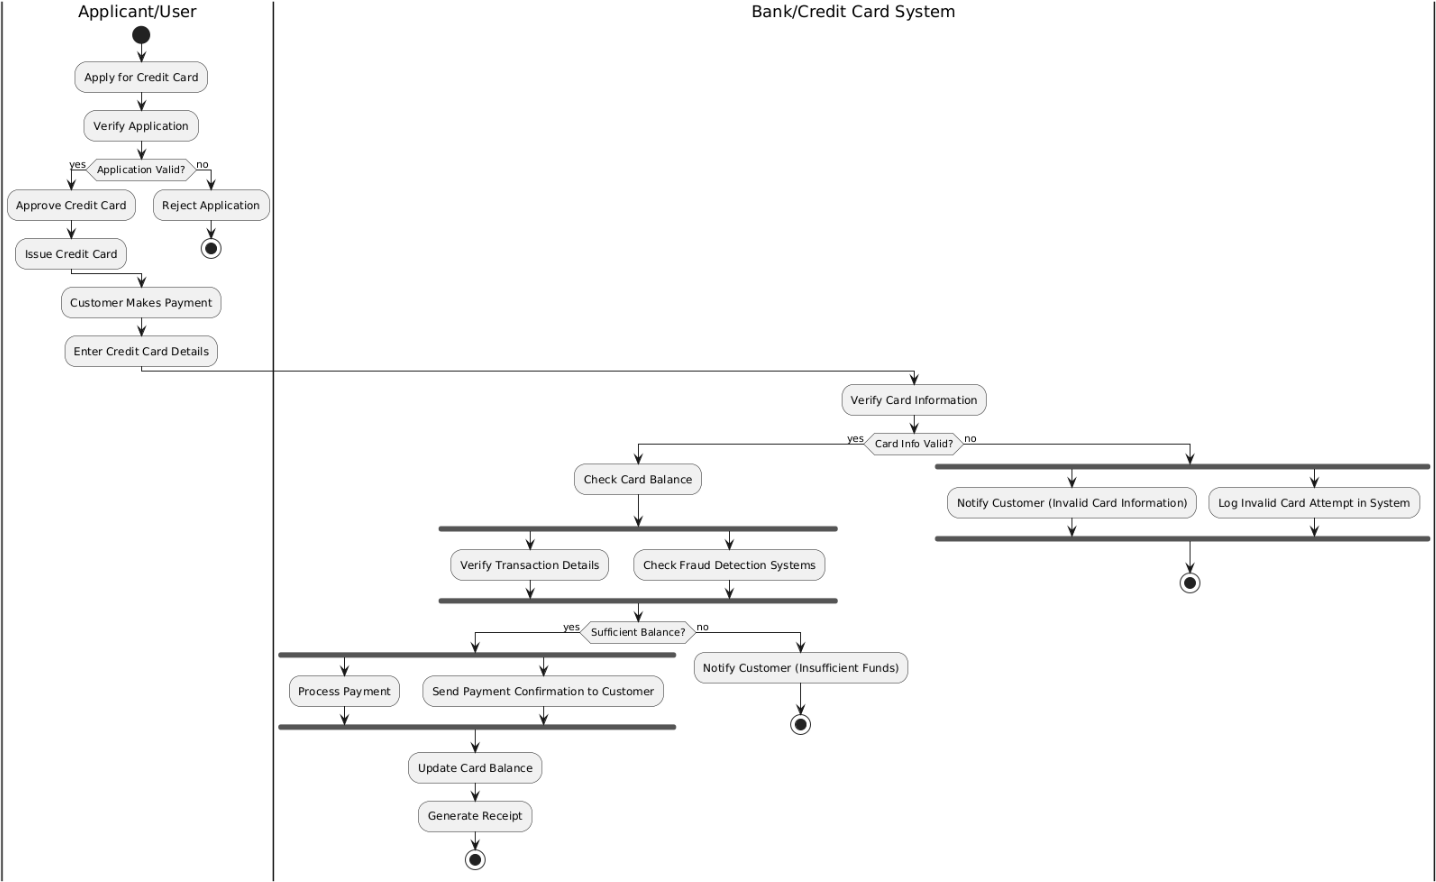 Applicant/User
Bank/Credit Card System
Apply for Credit Card
Verify Application
yes
Application Valid?
no
Approve Credit Card
Reject Application
Issue Credit Card
Customer Makes Payment
Enter Credit Card Details
Verify Card Information
yes
Card Info Valid?
no
Check Card Balance
Notify Customer (Invalid Card Information)
Log Invalid Card Attempt in System
Verify Transaction Details
Check Fraud Detection Systems
yes
Sufficient Balance?
no
Notify Customer (Insufficient Funds)
Process Payment
Send Payment Confirmation to Customer
Update Card Balance
Generate Receipt